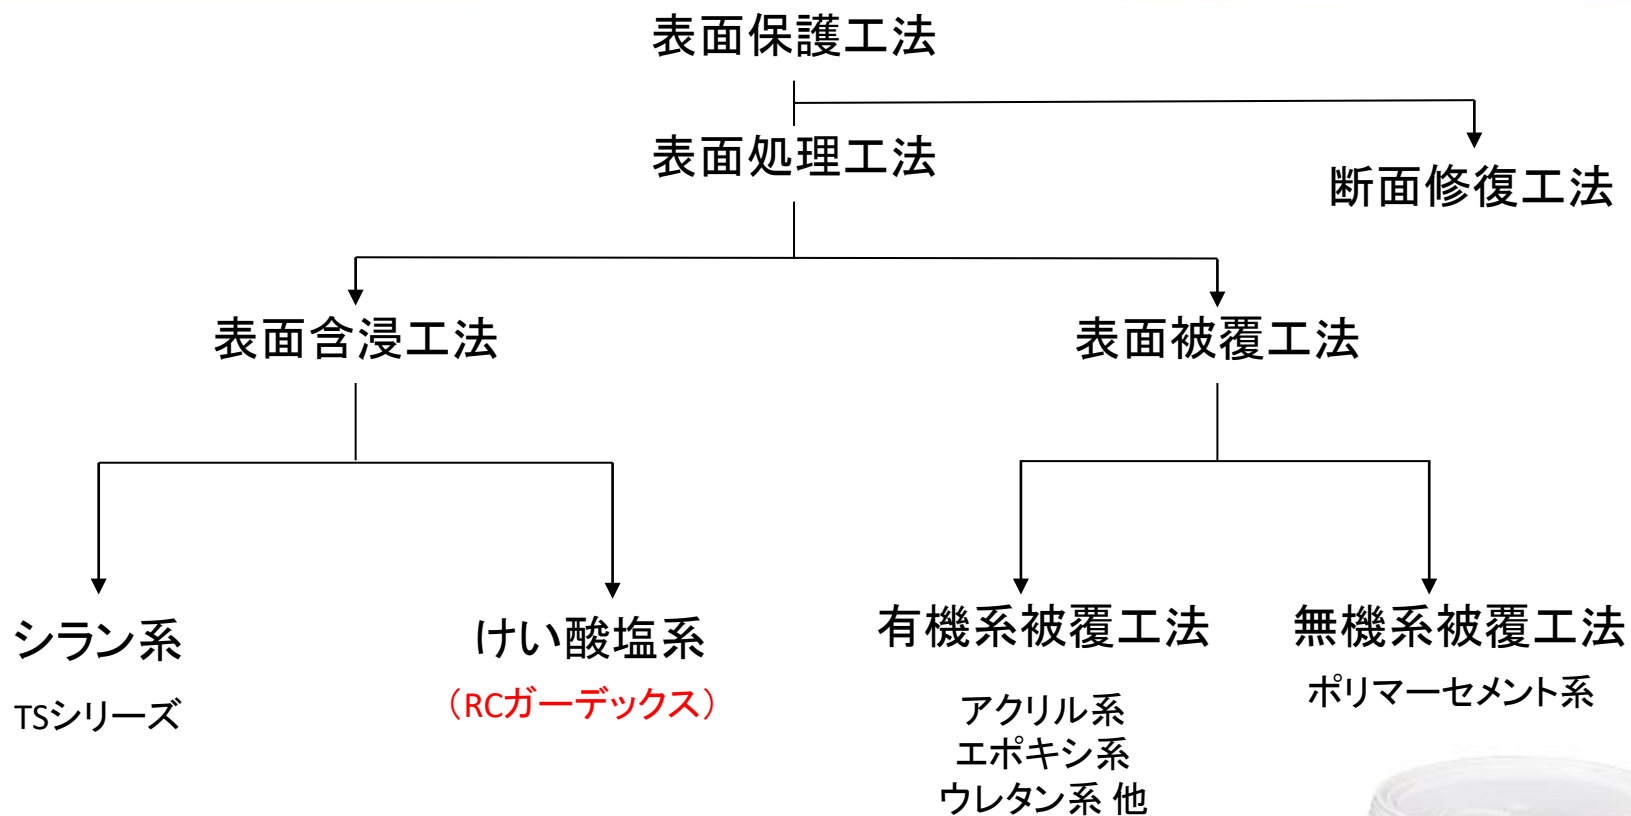 表面保護工法
表面処理工法
断面修復工法
表面含浸工法
表面被覆工法
シラン系
TSシリーズ
けい酸塩系
（RCガーデックス）
有機系被覆工法
アクリル系
エポキシ系
ウレタン系 他
無機系被覆工法
ポリマーセメント系